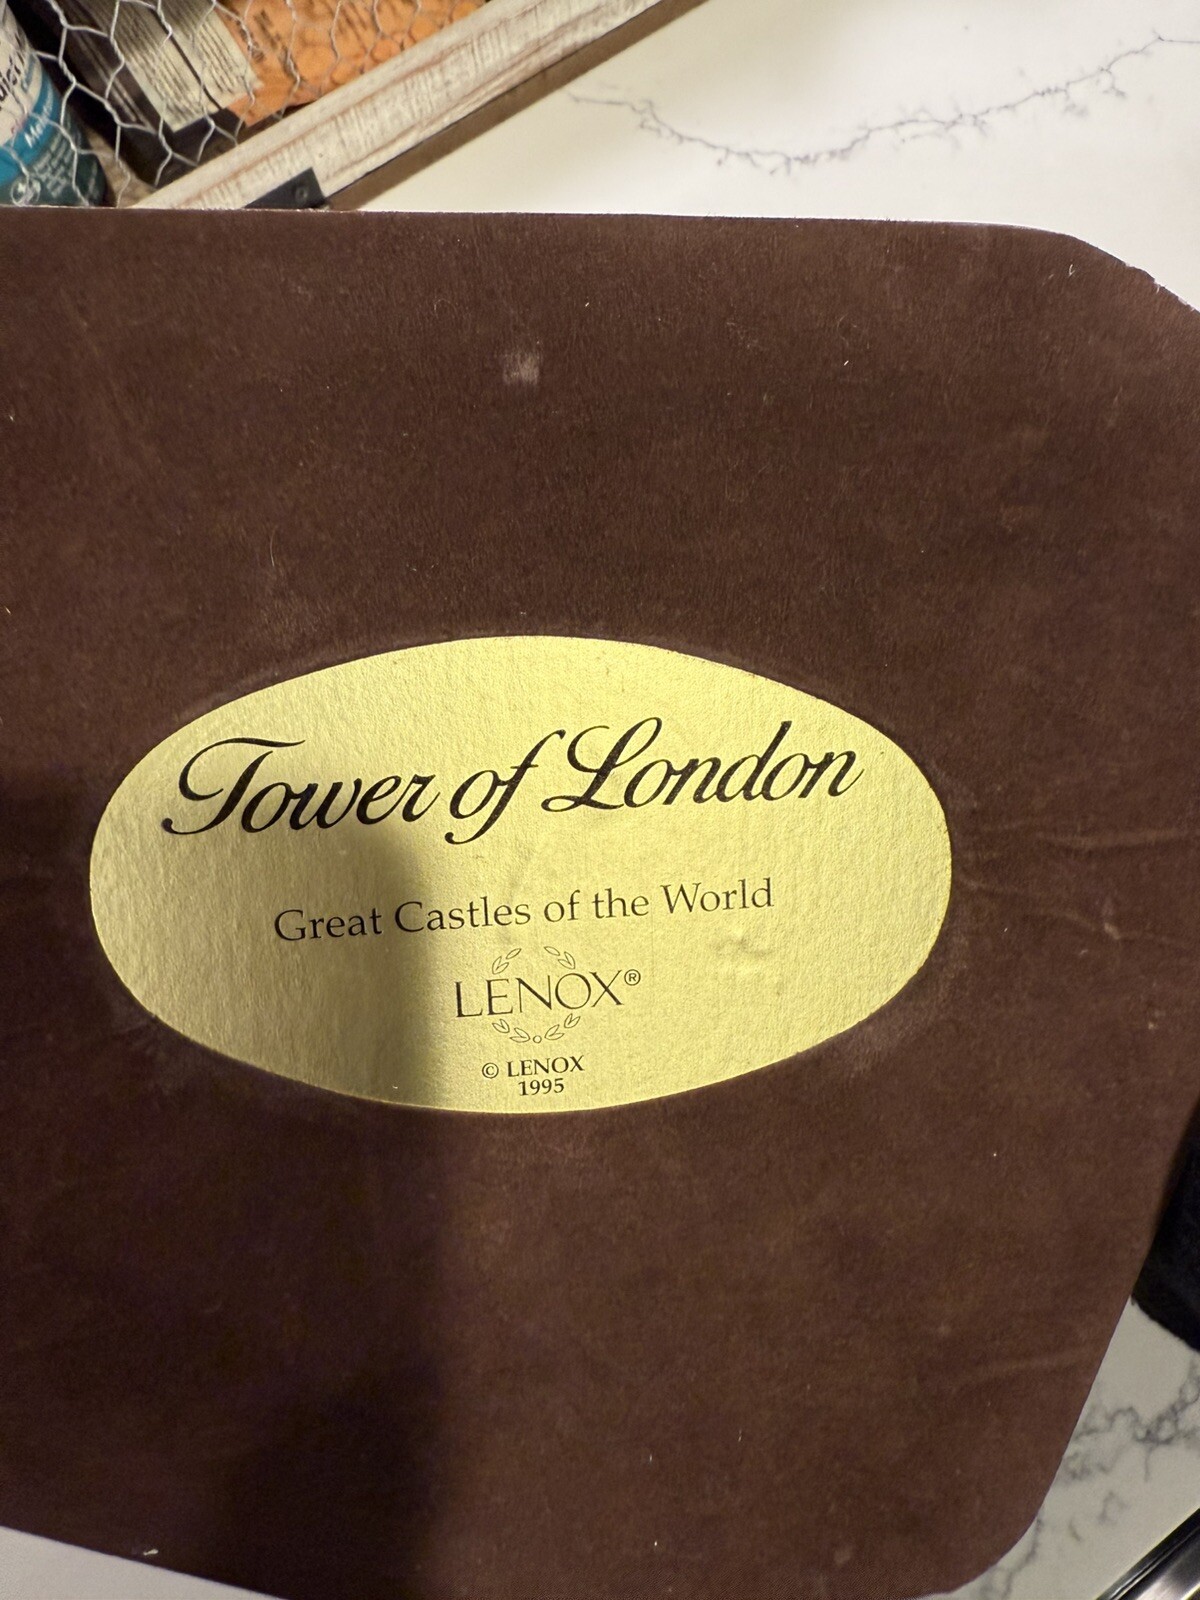 Tower of London
Great Castles of the World
LENOX®
© LENOX
1995